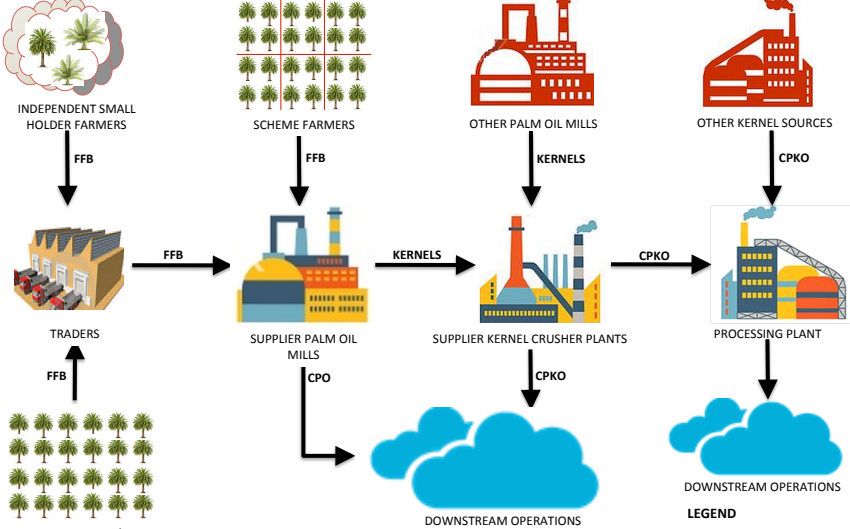 INDEPENDENT SMALL
HOLDER FARMERS
SCHEME FARMERS
OTHER PALM OIL MILLS
OTHER KERNEL SOURCES
FFB
FFB
KERNELS
CPKO
FFB
KERNELS
CPKO
TRADERS
SUPPLIER PALM OIL
MILLS
SUPPLIER KERNEL CRUSHER PLANTS
PROCESSING PLANT
FFB
CPO
CPKO
DOWNSTREAM OPERATIONS
LEGEND
DOWNSTREAM OPERATIONS